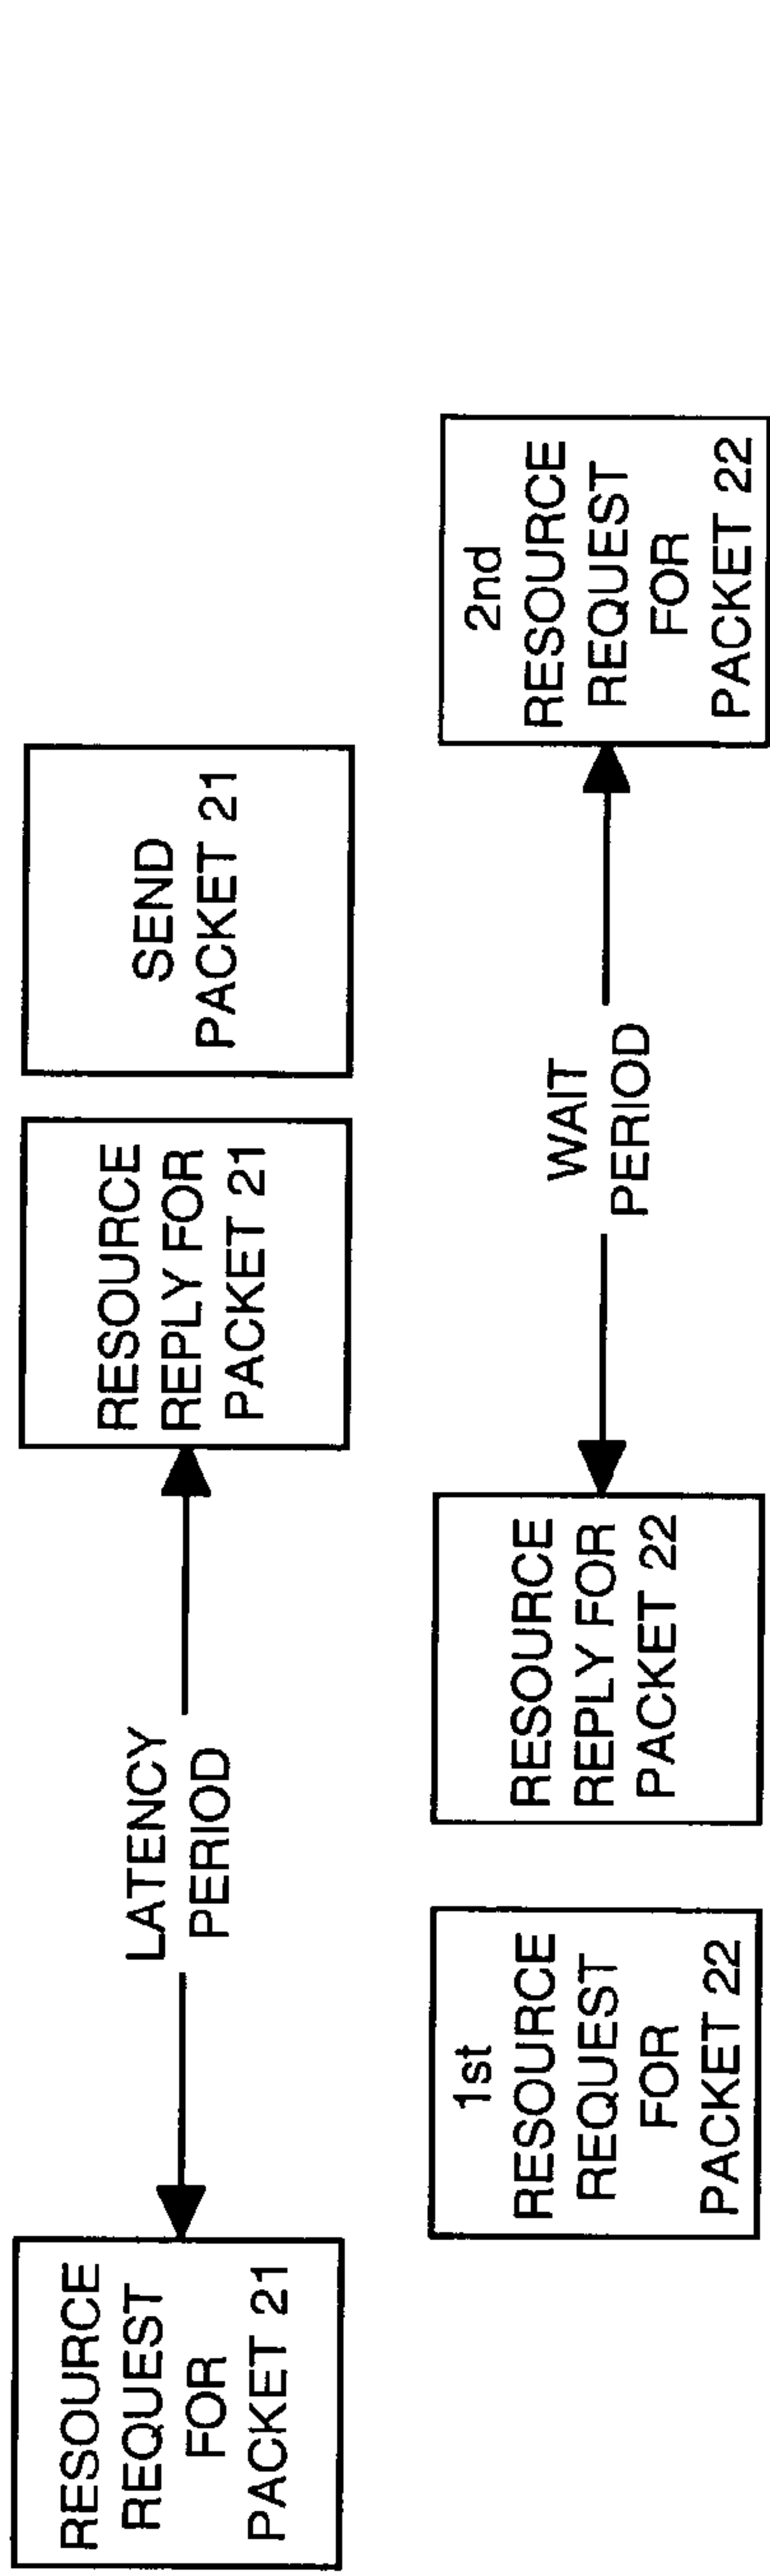 RESOURCE
REQUEST
FOR
PACKET 21
LATENCY
PERIOD
RESOURCE
REPLY FOR
PACKET 21
SEND
PACKET 21
1st
RESOURCE
REQUEST
FOR
PACKET 22
RESOURCE
REPLY FOR
PACKET 22
WAIT
PERIOD
2nd
RESOURCE
REQUEST
FOR
PACKET 22